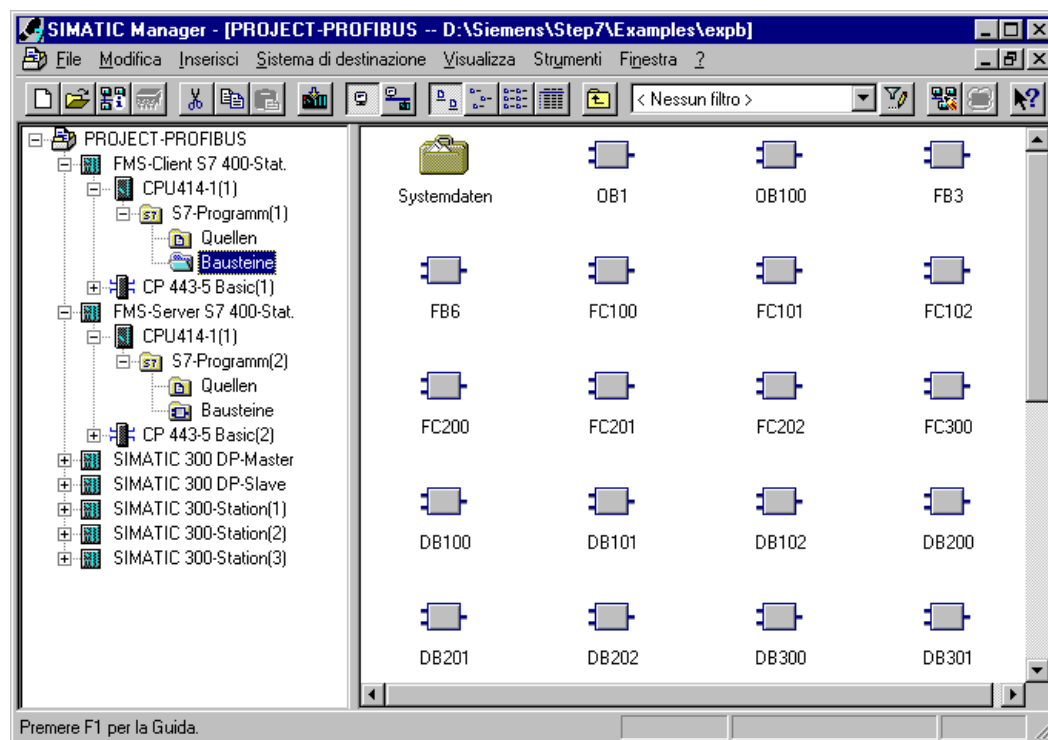 SIMATIC Manager - [PROJECT-PROFIBUS -- D:\Siemens\Step7\Examples\expb]
File Modifica Inserisci Sistema di destinazione Visualizza Strumenti Finestra ?
< Nessun filtro >
PROJECT-PROFIBUS
FMS-Client S7 400-Stat.
CPU414-1(1)
S7-Programm(1)
Quellen
Bausteine
CP 443-5 Basic(1)
FMS-Server S7 400-Stat.
CPU414-1(1)
S7-Programm(2)
Quellen
Bausteine
CP 443-5 Basic(2)
SIMATIC 300 DP-Master
SIMATIC 300 DP-Slave
SIMATIC 300-Station(1)
SIMATIC 300-Station(2)
SIMATIC 300-Station(3)
Systemdaten OB1 OB100 FB3
FB6 FC100 FC101 FC102
FC200 FC201 FC202 FC300
DB100 DB101 DB102 DB200
DB201 DB202 DB300 DB301
Premere F1 per la Guida.